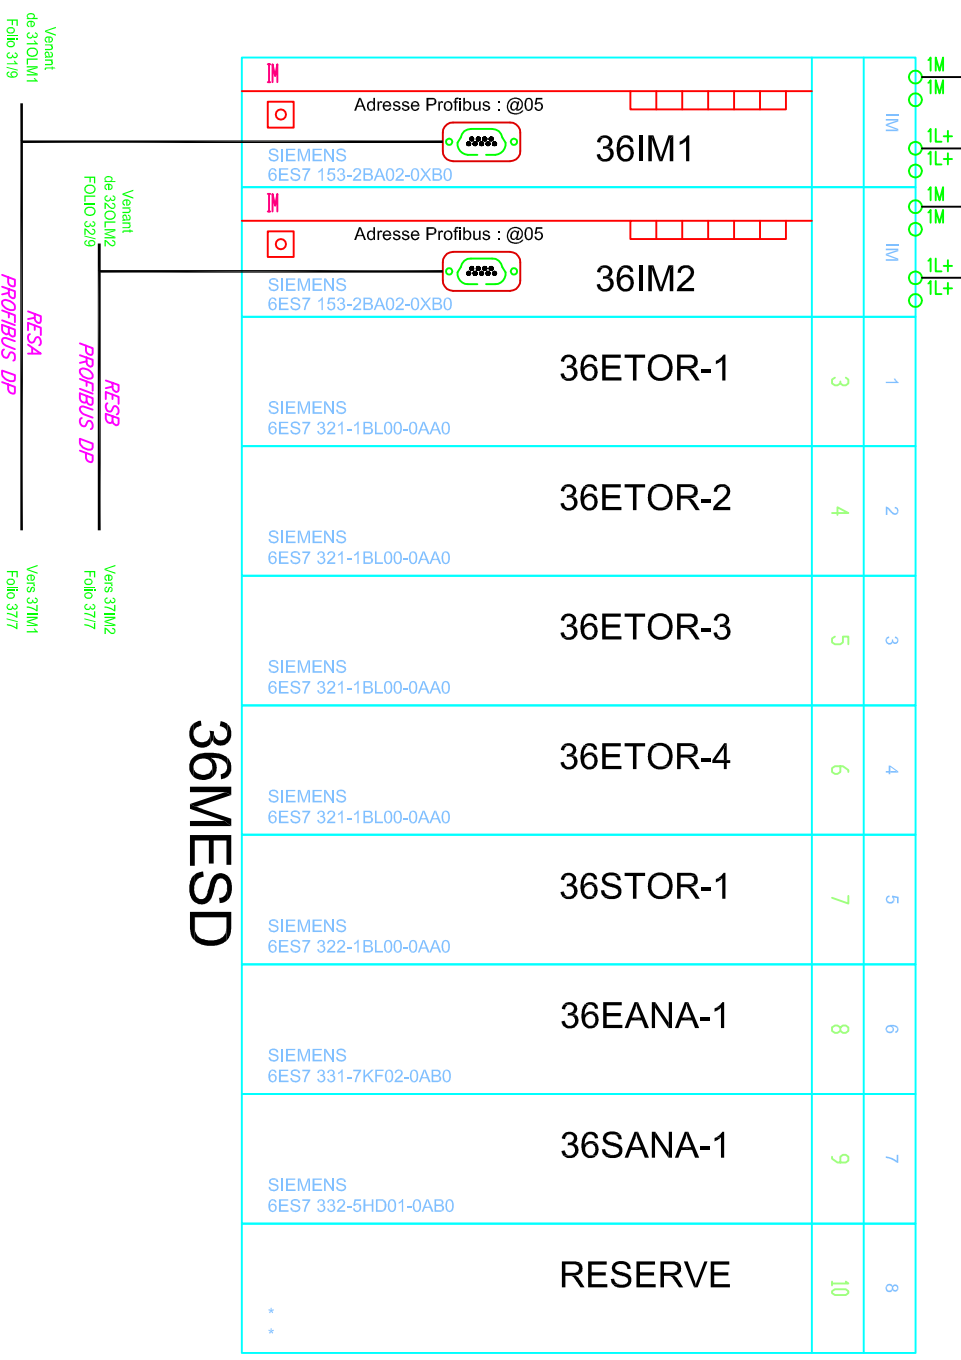 Venant
de 31OLM1
Folio 31/9
RESA
PROFIBUS DP
Vers 37IM1
Folio 37/7
Venant
de 32OLM2
FOLIO 32/9
RESB
PROFIBUS DP
Vers 37IM2
Folio 37/7
36MESD
IM
Adresse Profibus : @05
36IM1
SIEMENS
6ES7 153-2BA02-0XB0
IM
1M
1M
1L+
1L+
IM
Adresse Profibus : @05
36IM2
SIEMENS
6ES7 153-2BA02-0XB0
IM
1M
1M
1L+
1L+
36ETOR-1
SIEMENS
6ES7 321-1BL00-0AA0
3
1
36ETOR-2
SIEMENS
6ES7 321-1BL00-0AA0
4
2
36ETOR-3
SIEMENS
6ES7 321-1BL00-0AA0
5
3
36ETOR-4
SIEMENS
6ES7 321-1BL00-0AA0
6
4
36STOR-1
SIEMENS
6ES7 322-1BL00-0AA0
7
5
36EANA-1
SIEMENS
6ES7 331-7KF02-0AB0
8
6
36SANA-1
SIEMENS
6ES7 332-5HD01-0AB0
9
7
RESERVE
*
*
10
8